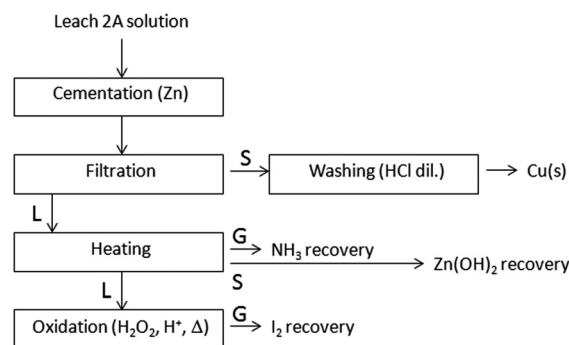 Leach 2A solution
Cementation (Zn)
Filtration
S
Washing (HCl dil.)
Cu(s)
L
Heating
G
NH₃ recovery
S
Zn(OH)₂ recovery
L
Oxidation (H₂O₂, H⁺, Δ)
G
I₂ recovery